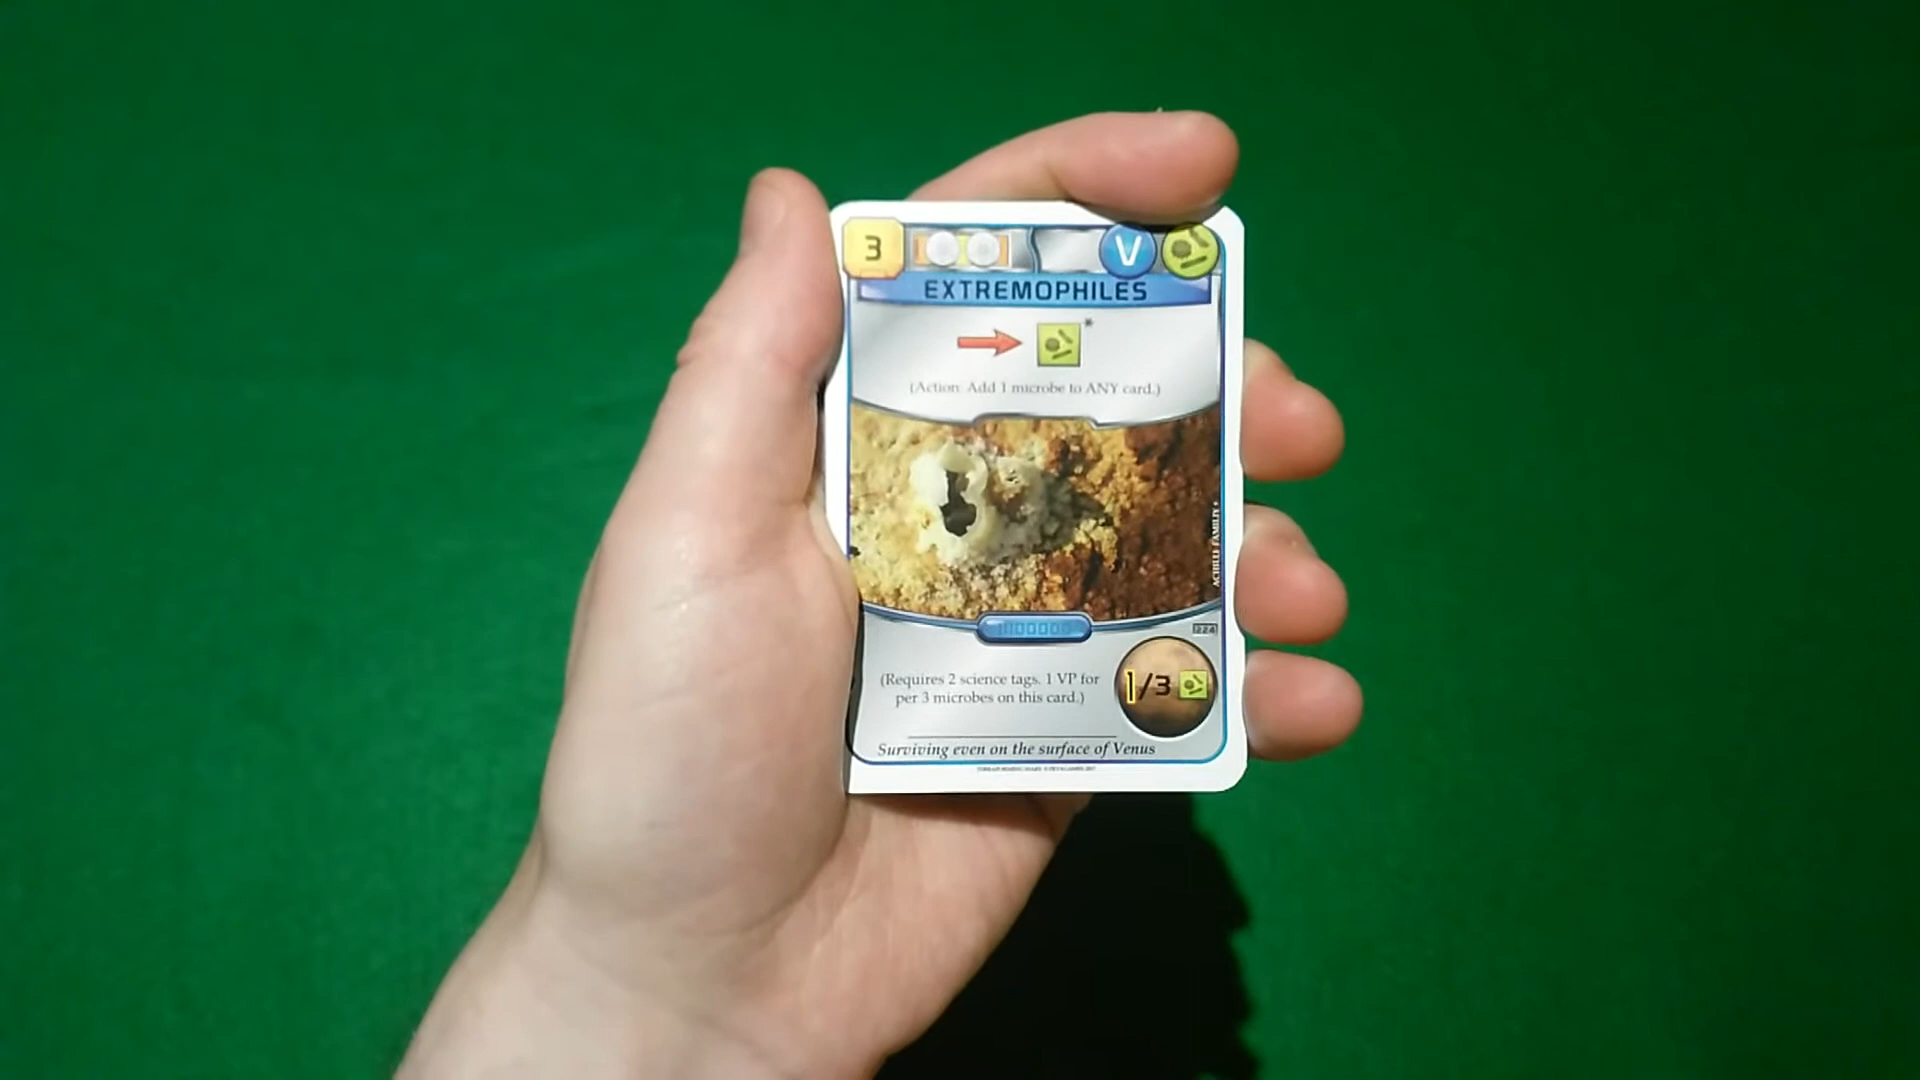 3 V
EXTREMOPHILES
*
(Action: Add 1 microbe to ANY card.)
224
(Requires 2 science tags. 1 VP for
per 3 microbes on this card.)
1/3
Surviving even on the surface of Venus